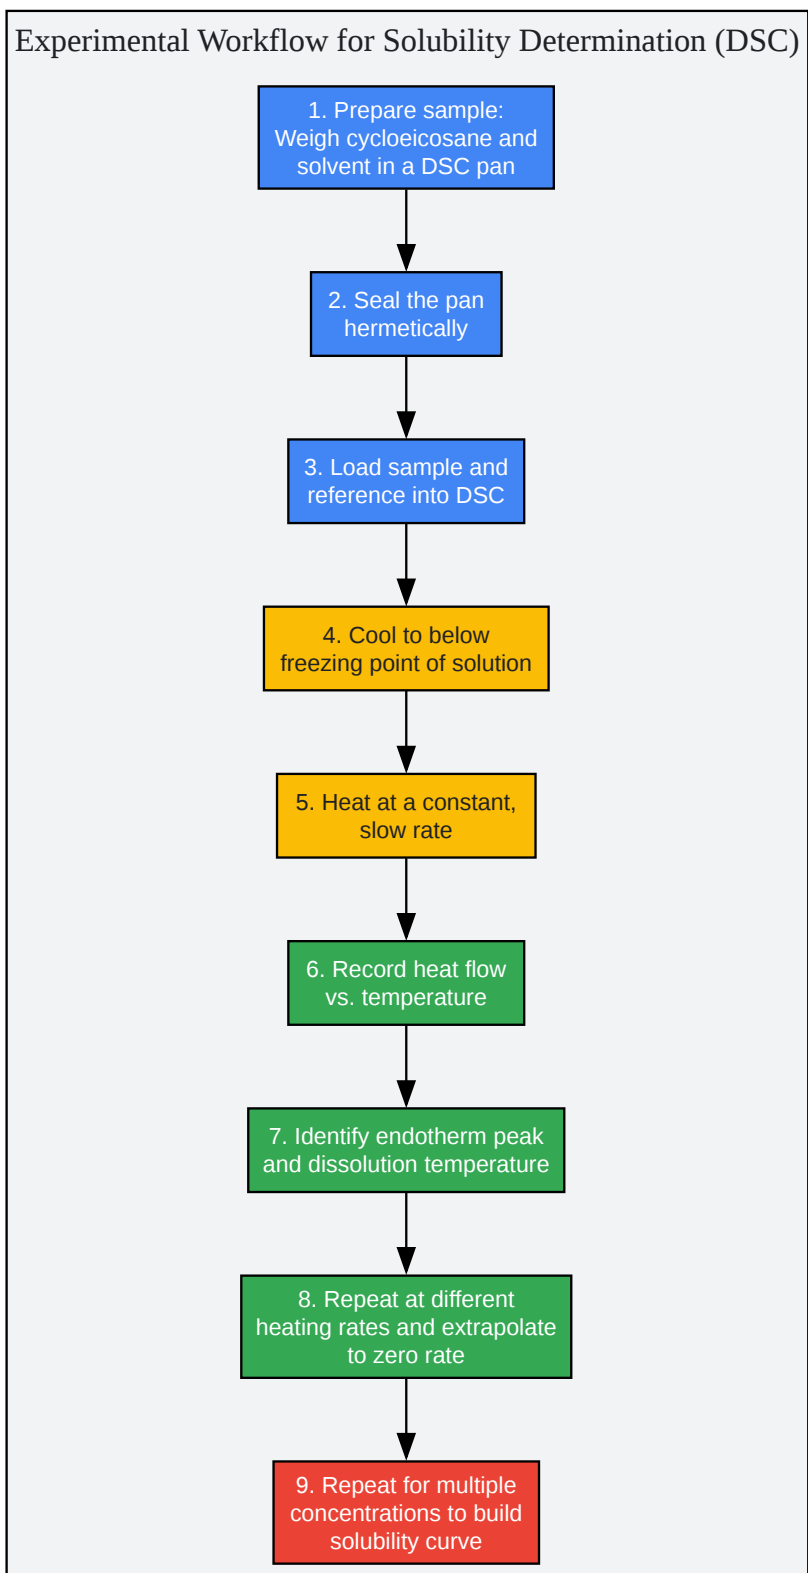 Experimental Workflow for Solubility Determination (DSC)
1. Prepare sample:
Weigh cycloeicosane and
solvent in a DSC pan
2. Seal the pan
hermetically
3. Load sample and
reference into DSC
4. Cool to below
freezing point of solution
5. Heat at a constant,
slow rate
6. Record heat flow
vs. temperature
7. Identify endotherm peak
and dissolution temperature
8. Repeat at different
heating rates and extrapolate
to zero rate
9. Repeat for multiple
concentrations to build
solubility curve